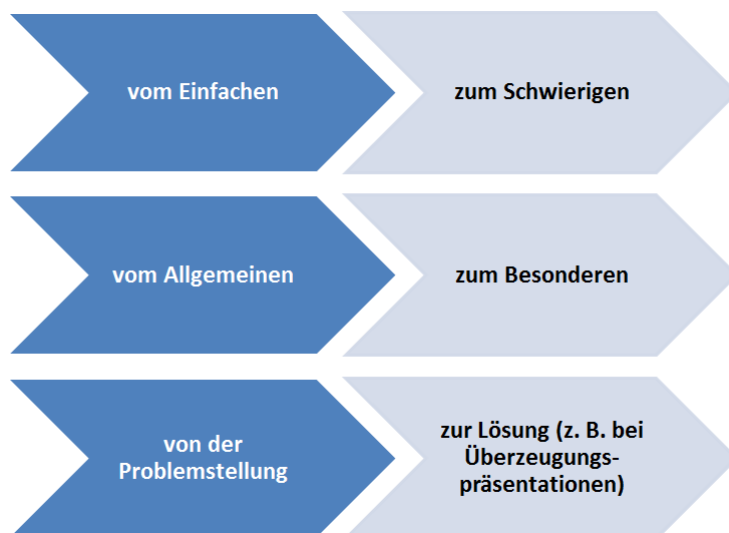 vom Einfachen
zum Schwierigen
vom Allgemeinen
zum Besonderen
von der
Problemstellung
zur Lösung (z. B. bei
Überzeugungs-
präsentationen)